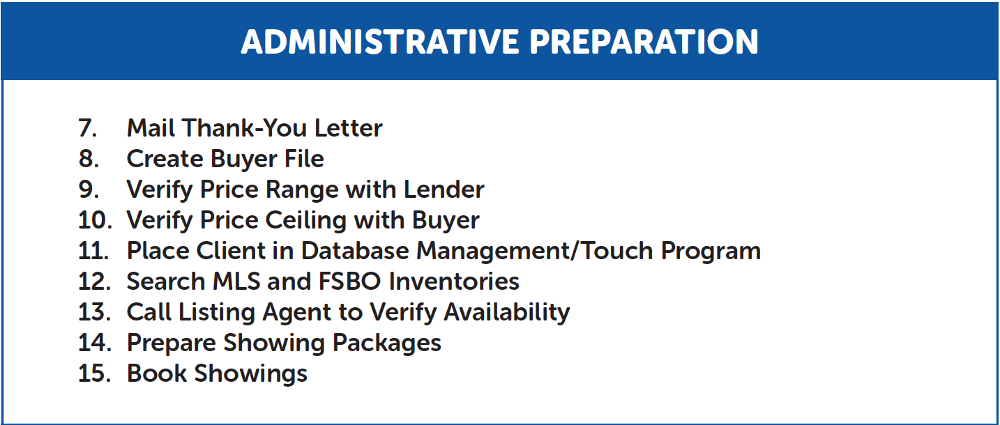 ADMINISTRATIVE PREPARATION
7. Mail Thank-You Letter
8. Create Buyer File
9. Verify Price Range with Lender
10. Verify Price Ceiling with Buyer
11. Place Client in Database Management/Touch Program
12. Search MLS and FSBO Inventories
13. Call Listing Agent to Verify Availability
14. Prepare Showing Packages
15. Book Showings